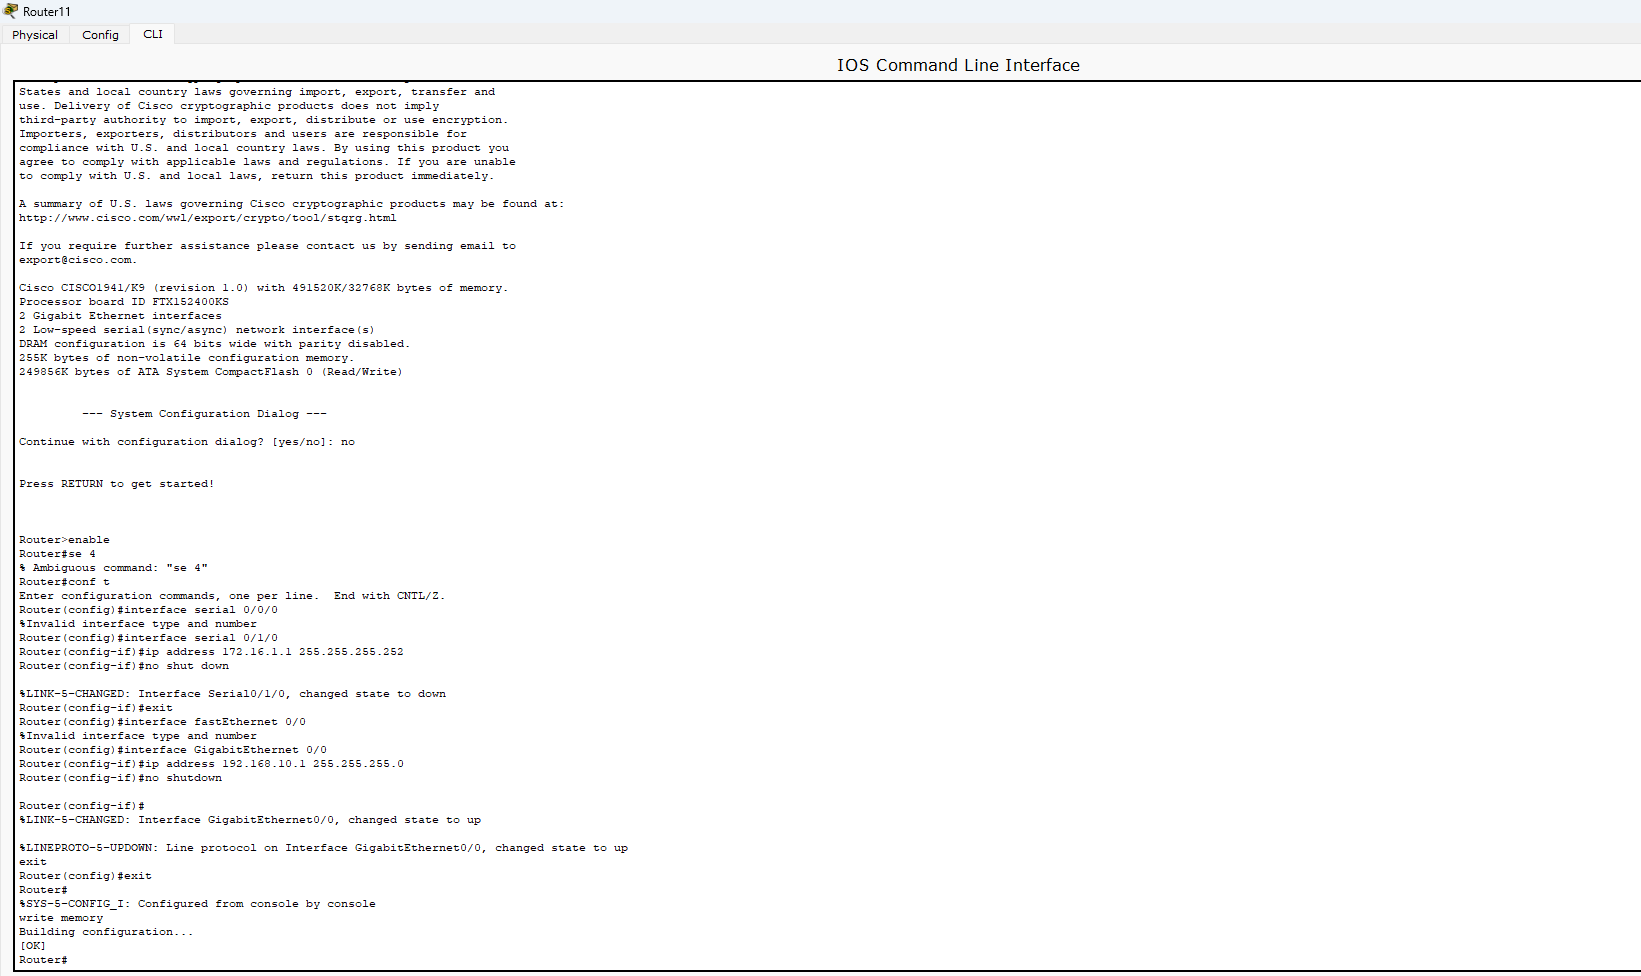 Router11
Physical Config CLI
IOS Command Line Interface
States and local country laws governing import, export, transfer and
use. Delivery of Cisco cryptographic products does not imply
third-party authority to import, export, distribute or use encryption.
Importers, exporters, distributors and users are responsible for
compliance with U.S. and local country laws. By using this product you
agree to comply with applicable laws and regulations. If you are unable
to comply with U.S. and local laws, return this product immediately.
A summary of U.S. laws governing Cisco cryptographic products may be found at:
http://www.cisco.com/wwl/export/crypto/tool/stqrg.html
If you require further assistance please contact us by sending email to
export@cisco.com.
Cisco CISCO1941/K9 (revision 1.0) with 491520K/32768K bytes of memory.
Processor board ID FTX152400KS
2 Gigabit Ethernet interfaces
2 Low-speed serial(sync/async) network interface(s)
DRAM configuration is 64 bits wide with parity disabled.
255K bytes of non-volatile configuration memory.
249856K bytes of ATA System CompactFlash 0 (Read/Write)
--- System Configuration Dialog ---
Continue with configuration dialog? [yes/no]: no
Press RETURN to get started!
Router>enable
Router#se 4
% Ambiguous command: "se 4"
Router#conf t
Enter configuration commands, one per line.  End with CNTL/Z.
Router(config)#interface serial 0/0/0
%Invalid interface type and number
Router(config)#interface serial 0/1/0
Router(config-if)#ip address 172.16.1.1 255.255.255.252
Router(config-if)#no shut down
%LINK-5-CHANGED: Interface Serial0/1/0, changed state to down
Router(config-if)#exit
Router(config)#interface fastEthernet 0/0
%Invalid interface type and number
Router(config)#interface GigabitEthernet 0/0
Router(config-if)#ip address 192.168.10.1 255.255.255.0
Router(config-if)#no shutdown
Router(config-if)#
%LINK-5-CHANGED: Interface GigabitEthernet0/0, changed state to up
%LINEPROTO-5-UPDOWN: Line protocol on Interface GigabitEthernet0/0, changed state to up
exit
Router(config)#exit
Router#
%SYS-5-CONFIG_I: Configured from console by console
write memory
Building configuration...
[OK]
Router#